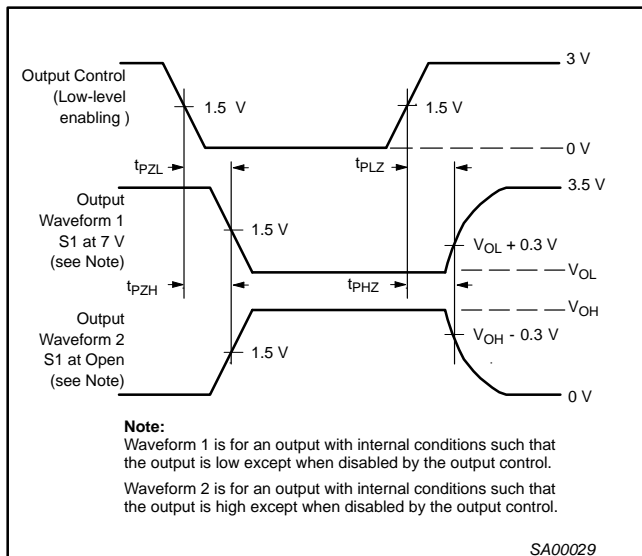 3 V
Output Control
(Low-level
enabling )
1.5 V
1.5 V
0 V
tPZL
tPLZ
3.5 V
Output
Waveform 1
S1 at 7 V
(see Note)
1.5 V
VOL + 0.3 V
VOL
tPZH
tPHZ
VOH
Output
Waveform 2
S1 at Open
(see Note)
1.5 V
VOH - 0.3 V
0 V
Note:
Waveform 1 is for an output with internal conditions such that
the output is low except when disabled by the output control.
Waveform 2 is for an output with internal conditions such that
the output is high except when disabled by the output control.
SA00029